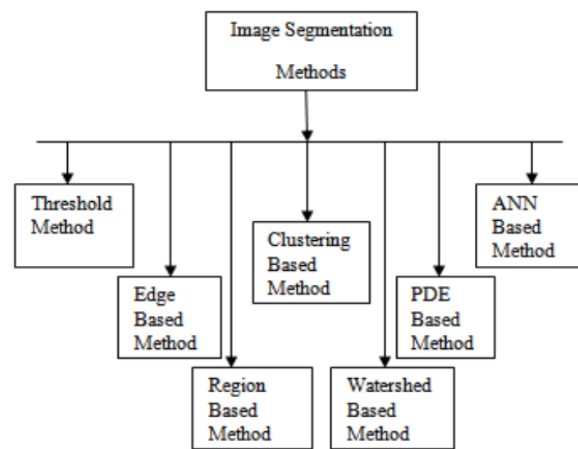 Image Segmentation
Methods
Threshold
Method
Edge
Based
Method
Region
Based
Method
Clustering
Based
Method
Watershed
Based
Method
PDE
Based
Method
ANN
Based
Method